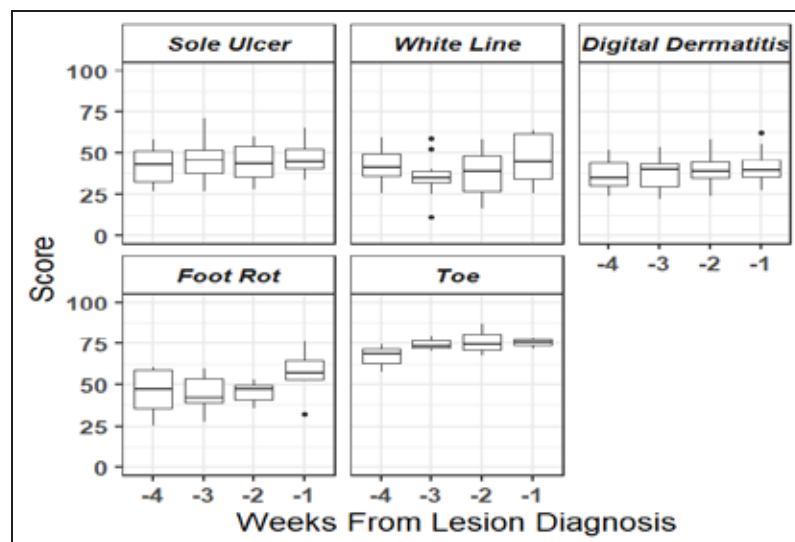 Sole Ulcer White Line Digital Dermatitis
100
75
50
25
0
-4 -3 -2 -1
Foot Rot Toe
100
75
50
25
0
-4 -3 -2 -1 -4 -3 -2 -1
Score
Weeks From Lesion Diagnosis